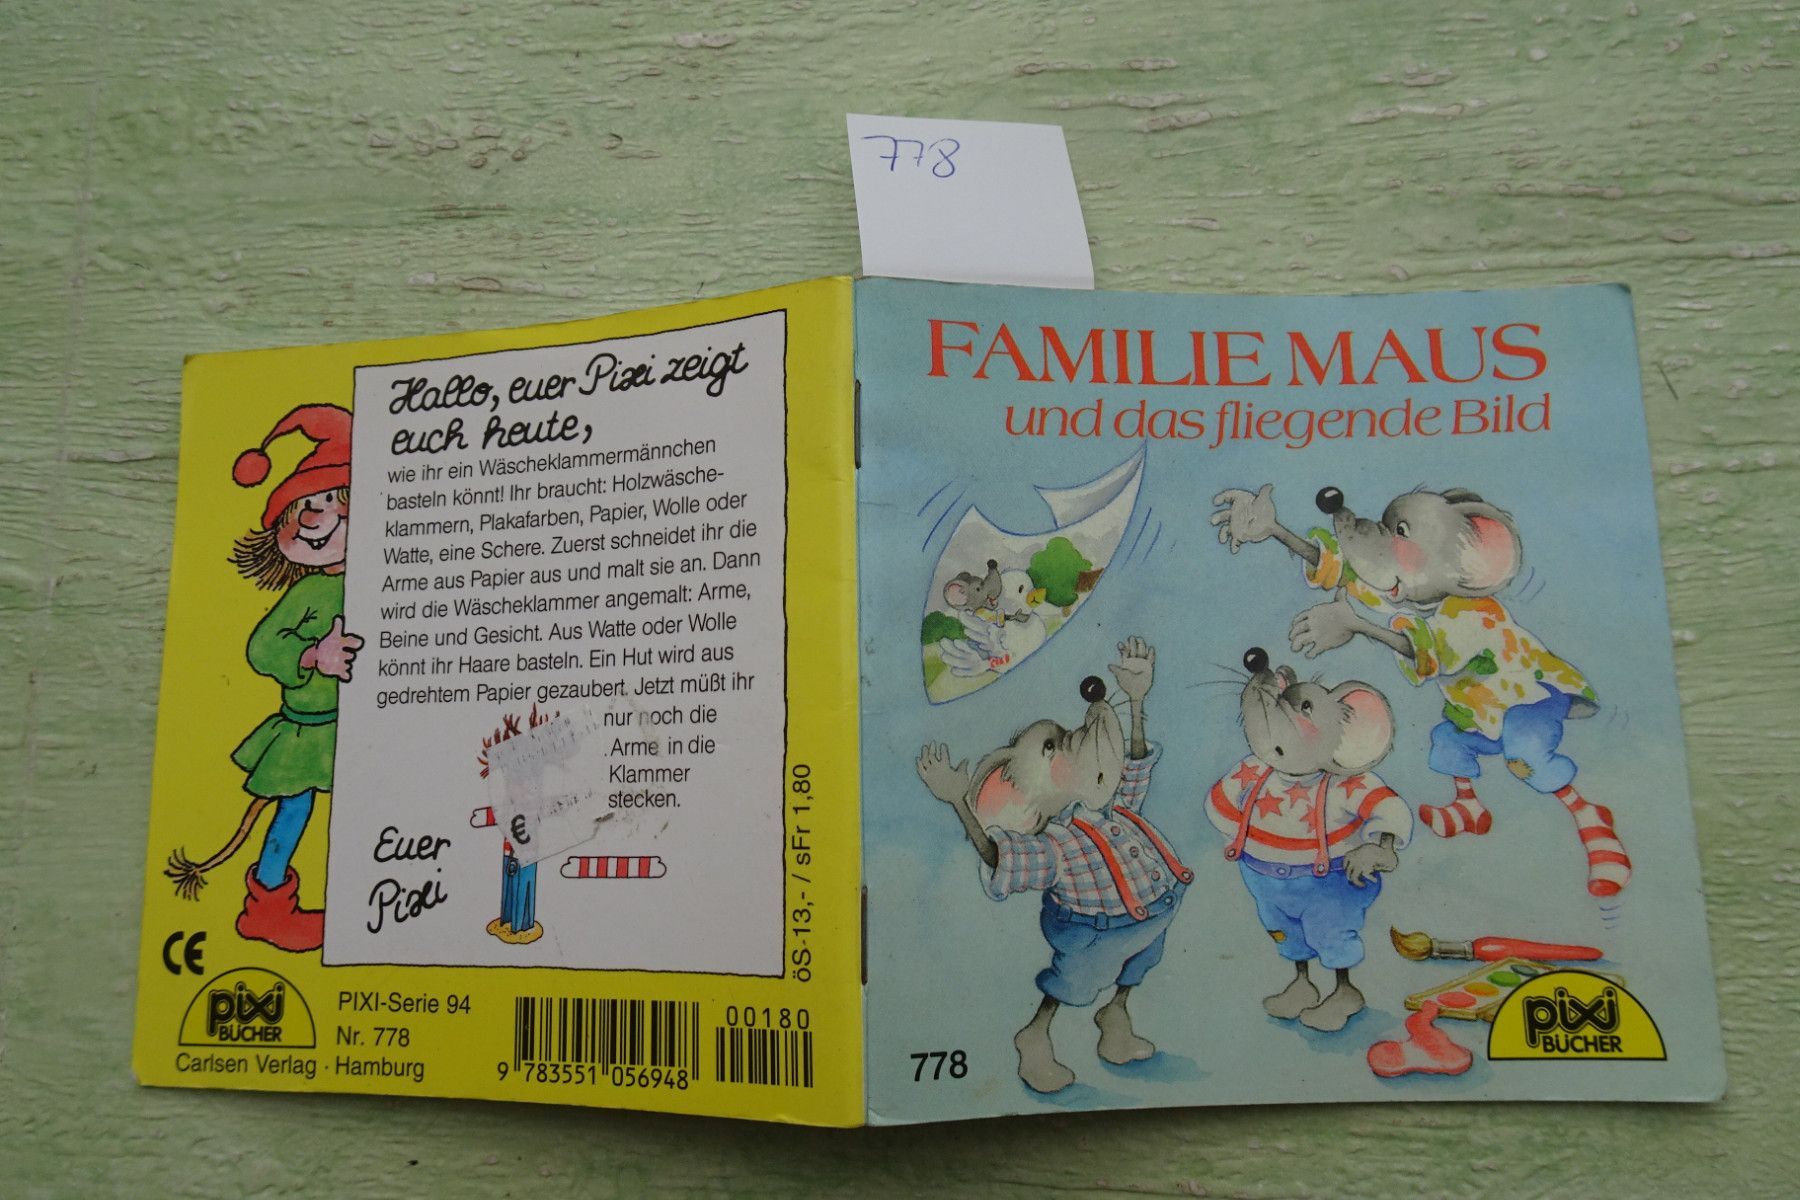 778
Hallo, euer Pixi zeigt
euch heute,
wie ihr ein Wäscheklammermännchen
basteln könnt! Ihr braucht: Holzwäsche-
klammern, Plakafarben, Papier, Wolle oder
Watte, eine Schere. Zuerst schneidet ihr die
Arme aus Papier aus und malt sie an. Dann
wird die Wäscheklammer angemalt: Arme,
Beine und Gesicht. Aus Watte oder Wolle
könnt ihr Haare basteln. Ein Hut wird aus
gedrehtem Papier gezaubert. Jetzt müßt ihr
nur noch die
Arme in die
Klammer
stecken.
€
Euer
Pixi
öS 13,- / sFr 1,80
CE
pixi
BÜCHER
PIXI-Serie 94
Nr. 778
Carlsen Verlag · Hamburg
9 783551 056948
00180
FAMILIE MAUS
und das fliegende Bild
778
pixi
BÜCHER